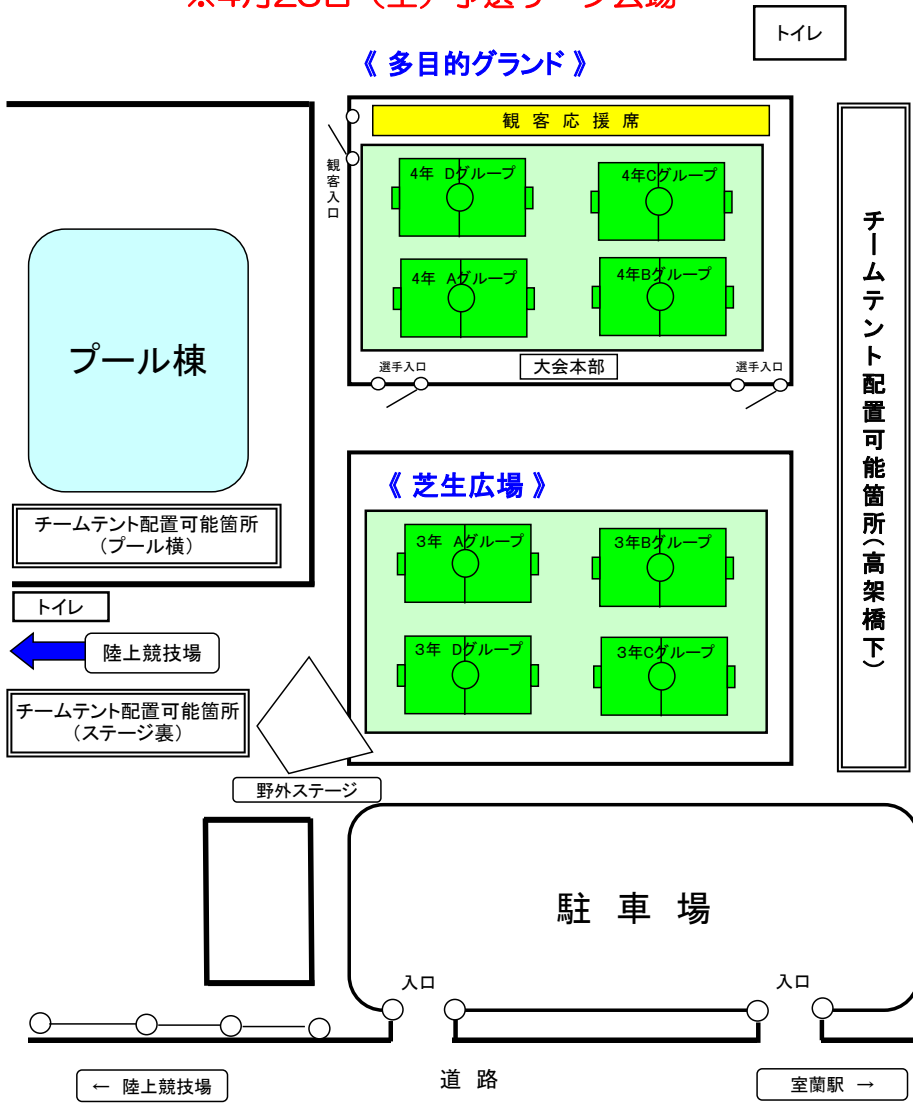 予選リーグ会場
トイレ
《 多目的グランド 》
観 客 応 援 席
観客入口
4年 Dグループ
4年Cグループ
4年 Aグループ
4年Bグループ
選手入口
大会本部
選手入口
チームテント配置可能箇所(高架橋下)
プール棟
《 芝生広場 》
チームテント配置可能箇所
(プール横)
3年 Aグループ
3年Bグループ
トイレ
陸上競技場
3年 Dグループ
3年Cグループ
チームテント配置可能箇所
(ステージ裏)
野外ステージ
駐 車 場
入口
入口
← 陸上競技場
道 路
室蘭駅 →